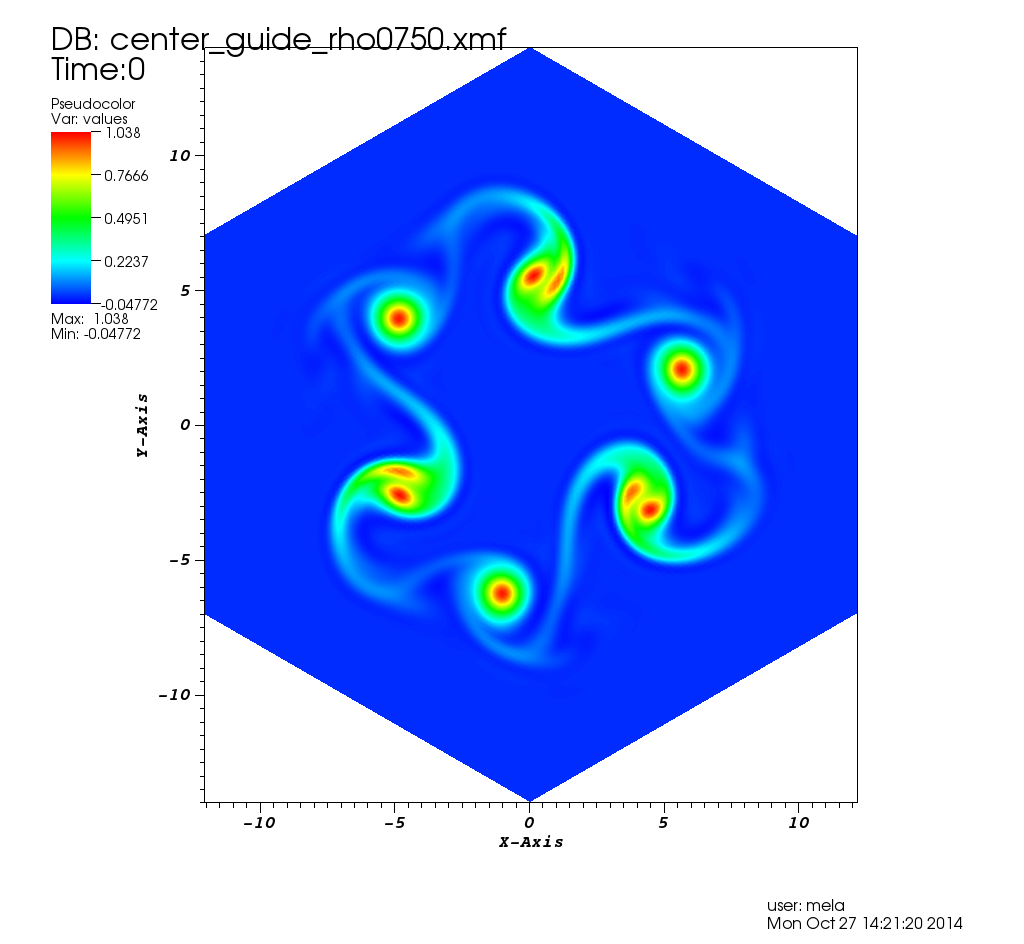 DB: center_guide_rho0750.xmf
Time:0
Pseudocolor
Var: values
1.038
0.7666
0.4951
0.2237
-0.04772
Max: 1.038
Min: -0.04772
10
5
0
-5
-10
Y-Axis
-10
-5
0
5
10
X-Axis
user: mela
Mon Oct 27 14:21:20 2014